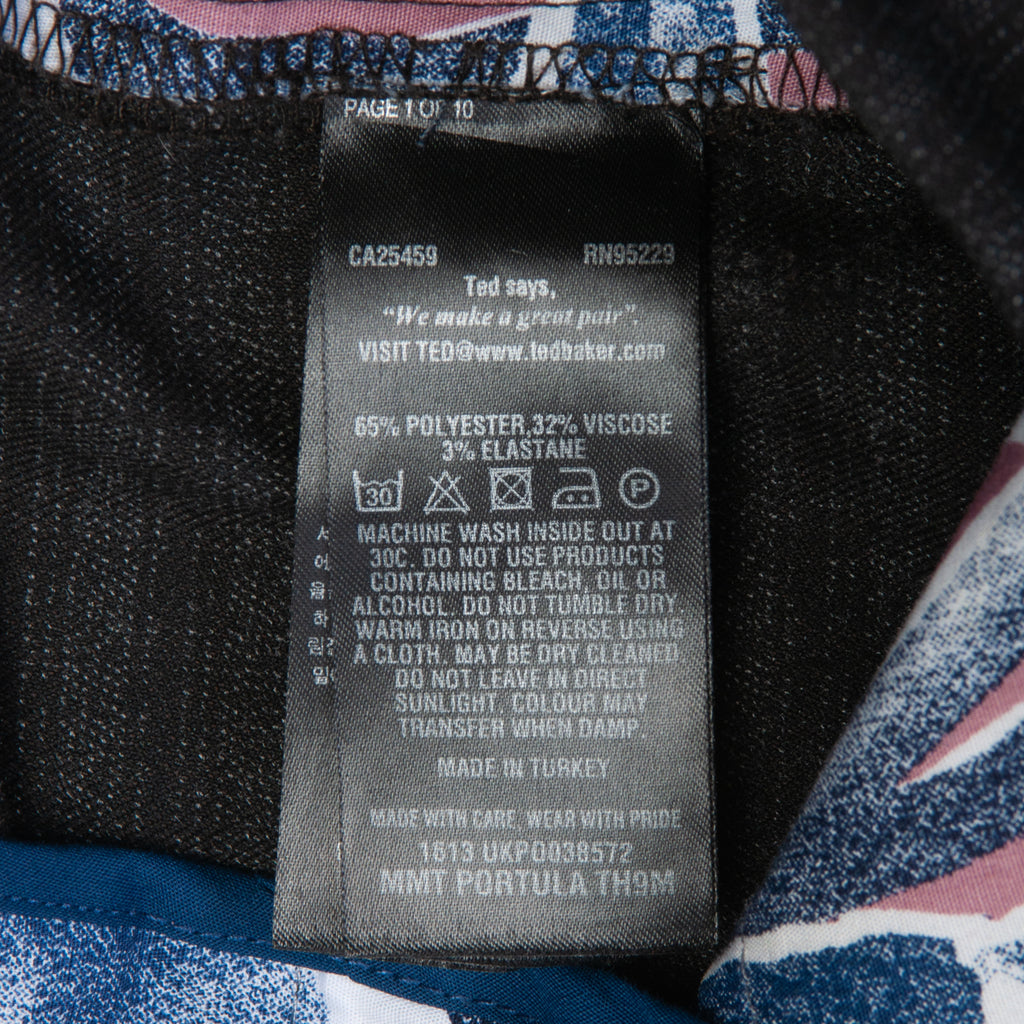 PAGE 1 OF 10
CA25459 RN95229
Ted says,
“We make a great pair”.
VISIT TED@www.tedbaker.com
65% POLYESTER,32% VISCOSE
3% ELASTANE
30
P
MACHINE WASH INSIDE OUT AT
30C. DO NOT USE PRODUCTS
CONTAINING BLEACH, OIL OR
ALCOHOL. DO NOT TUMBLE DRY.
WARM IRON ON REVERSE USING
A CLOTH. MAY BE DRY CLEANED
DO NOT LEAVE IN DIRECT
SUNLIGHT. COLOUR MAY
TRANSFER WHEN DAMP.
MADE IN TURKEY
MADE WITH CARE, WEAR WITH PRIDE
1613 UKP0038572
MMT PORTULA TH9M